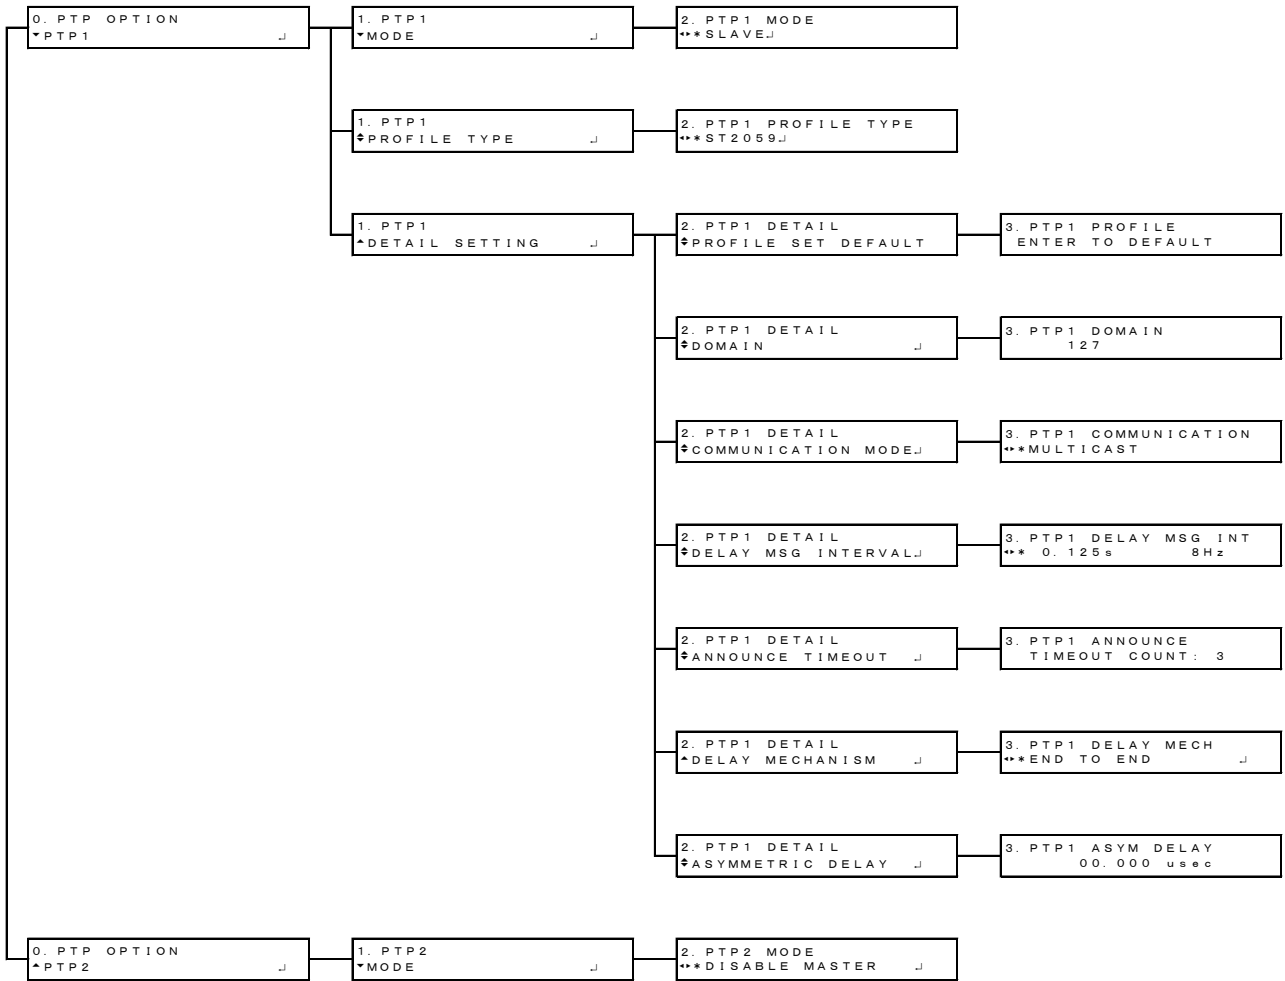 0. PTP OPTION
PTP1 ↵
1. PTP1
MODE ↵
2. PTP1 MODE
*SLAVE↵
1. PTP1
PROFILE TYPE ↵
2. PTP1 PROFILE TYPE
*ST2059↵
1. PTP1
DETAIL SETTING ↵
2. PTP1 DETAIL
PROFILE SET DEFAULT
3. PTP1 PROFILE
ENTER TO DEFAULT
2. PTP1 DETAIL
DOMAIN ↵
3. PTP1 DOMAIN
127
2. PTP1 DETAIL
COMMUNICATION MODE↵
3. PTP1 COMMUNICATION
*MULTICAST
2. PTP1 DETAIL
DELAY MSG INTERVAL↵
3. PTP1 DELAY MSG INT
* 0.125s 8Hz
2. PTP1 DETAIL
ANNOUNCE TIMEOUT ↵
3. PTP1 ANNOUNCE
TIMEOUT COUNT: 3
2. PTP1 DETAIL
DELAY MECHANISM ↵
3. PTP1 DELAY MECH
*END TO END ↵
2. PTP1 DETAIL
ASYMMETRIC DELAY ↵
3. PTP1 ASYM DELAY
00.000 usec
0. PTP OPTION
PTP2 ↵
1. PTP2
MODE ↵
2. PTP2 MODE
*DISABLE MASTER ↵